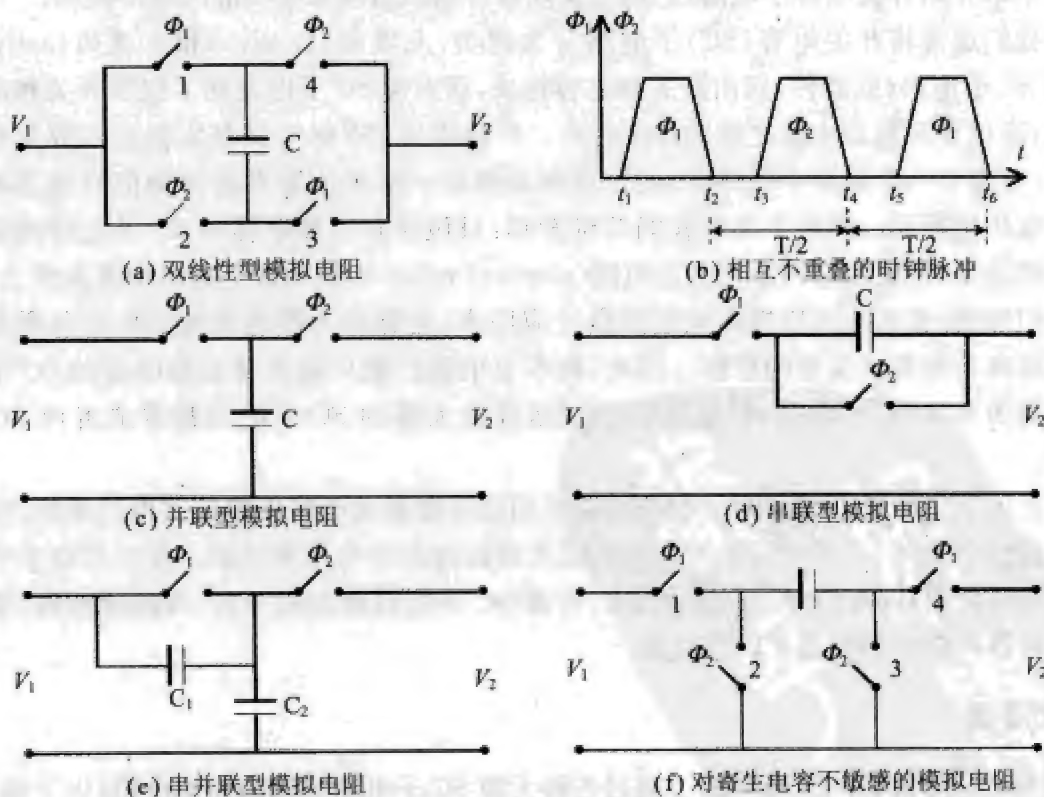 Φ₁ Φ₂
1 4
V₁ C V₂
Φ₂ Φ₁
2 3
(a) 双线性型模拟电阻
Φ₁ Φ₂
Φ₁ Φ₂ Φ₁
t₁ t₂ t₃ t₄ t₅ t₆ t
T/2 T/2
(b) 相互不重叠的时钟脉冲
Φ₁ Φ₂
C
V₁ V₂
(c) 并联型模拟电阻
Φ₁ C
Φ₂
V₁ V₂
(d) 串联型模拟电阻
Φ₁ Φ₂
V₁ C₁ C₂ V₂
(e) 串并联型模拟电阻
Φ₁ Φ₁
1 4
Φ₂ 2 Φ₂ 3
V₁ V₂
(f) 对寄生电容不敏感的模拟电阻